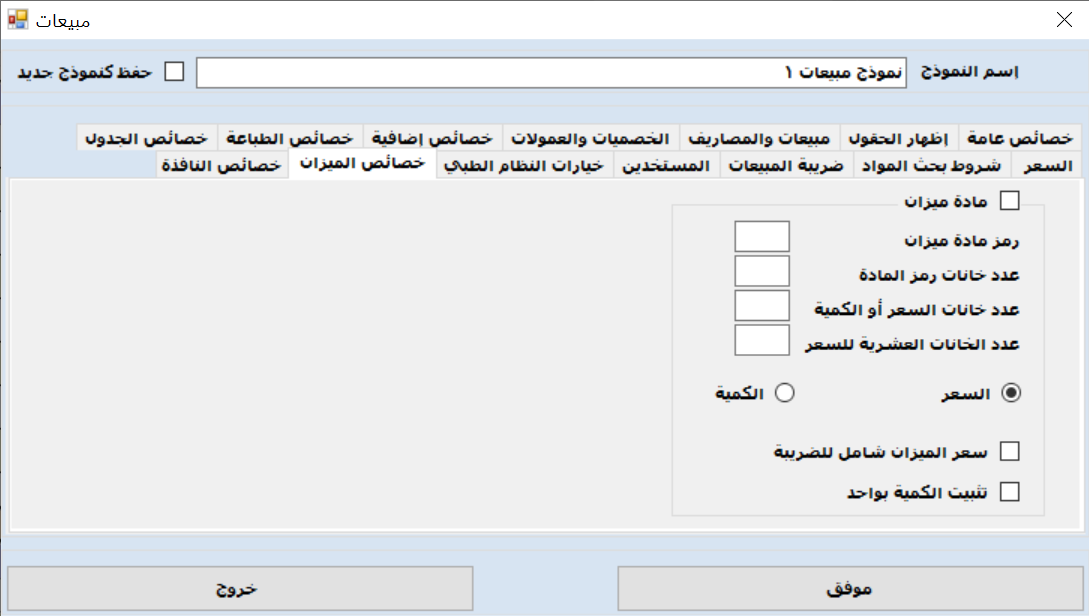 مبيعات
إسم النموذج نموذج مبيعات ١ حفظ كنموذج جديد
خصائص عامة إظهار الحقول مبيعات والمصاريف الخصميات والعمولات خصائص إضافية خصائص الطباعة خصائص الجدول
السعر شروط بحث المواد ضريبة المبيعات المستخدين خيارات النظام الطبي خصائص الميزان خصائص النافذة
مادة ميزان
رمز مادة ميزان
عدد خانات رمز المادة
عدد خانات السعر أو الكمية
عدد الخانات العشرية للسعر
السعر الكمية
سعر الميزان شامل للضريبة
تثبيت الكمية بواحد
موفق خروج